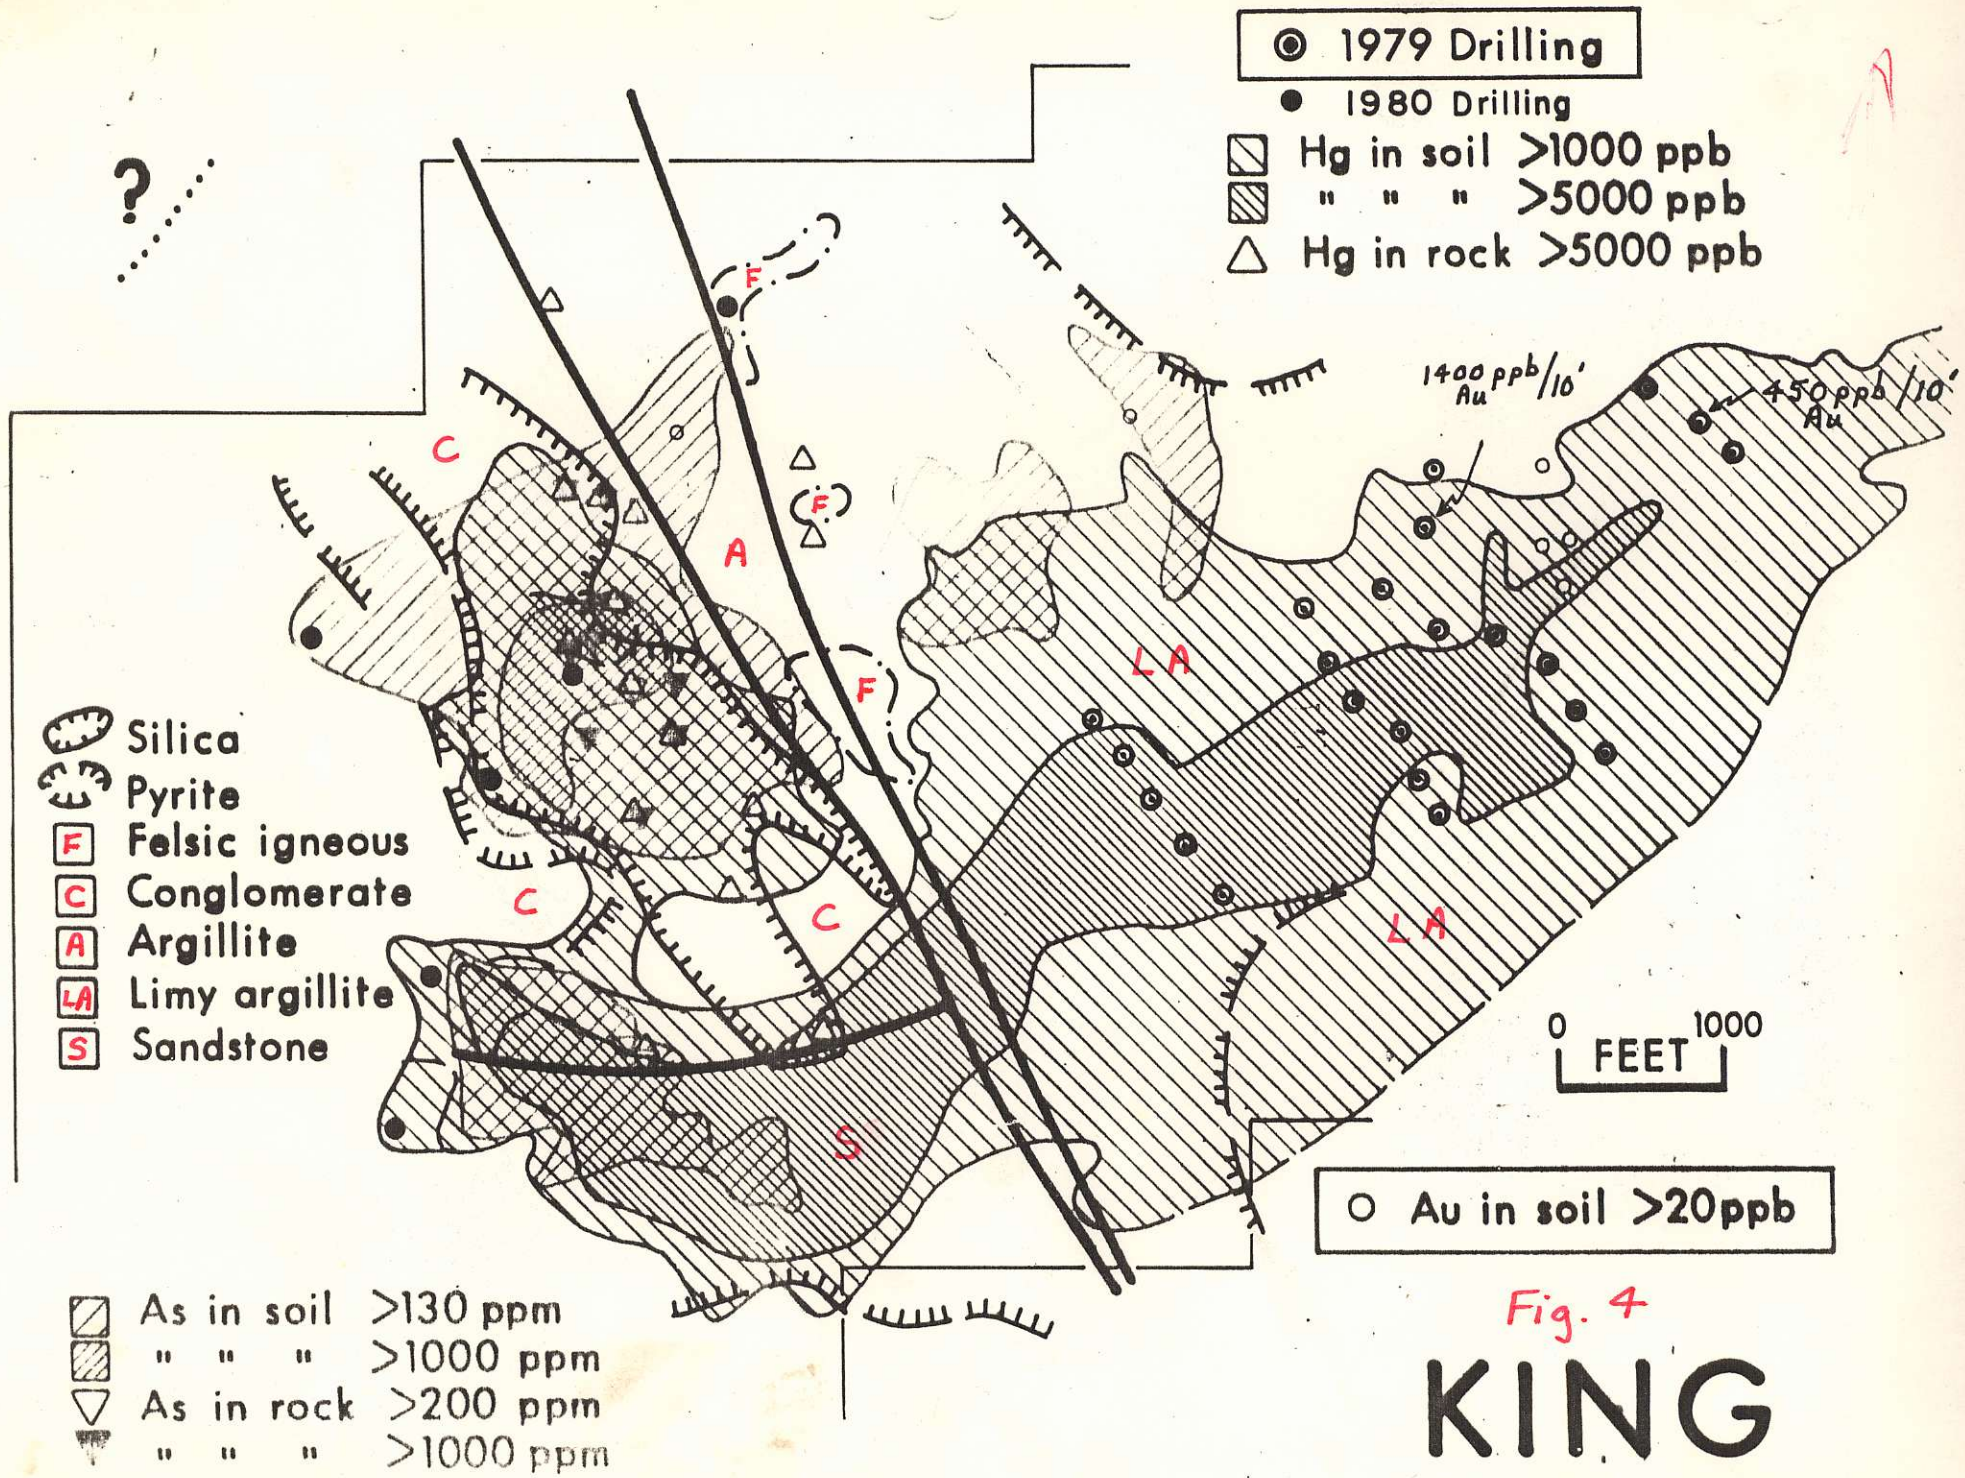 1979 Drilling
1980 Drilling
Hg in soil >1000 ppb
" " " >5000 ppb
Hg in rock >5000 ppb
?
F
1400 ppb/10'
Au
450 ppb/10'
Au
C
F
A
LA
F
Silica
Pyrite
F Felsic igneous
C Conglomerate
A Argillite
LA Limy argillite
S Sandstone
C
C
LA
0 1000
FEET
S
Au in soil >20ppb
As in soil >130 ppm
" " " >1000 ppm
As in rock >200 ppm
" " " >1000 ppm
Fig. 4
KING